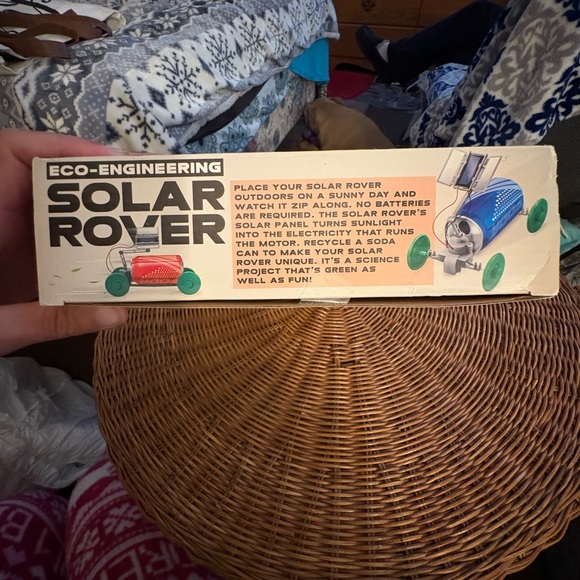 ECO-ENGINEERING
SOLAR
ROVER
PLACE YOUR SOLAR ROVER
OUTDOORS ON A SUNNY DAY AND
WATCH IT ZIP ALONG. NO BATTERIES
ARE REQUIRED. THE SOLAR ROVER'S
SOLAR PANEL TURNS SUNLIGHT
INTO THE ELECTRICITY THAT RUNS
THE MOTOR. RECYCLE A SODA
CAN TO MAKE YOUR SOLAR
ROVER UNIQUE. IT'S A SCIENCE
PROJECT THAT'S GREEN AS
WELL AS FUN!